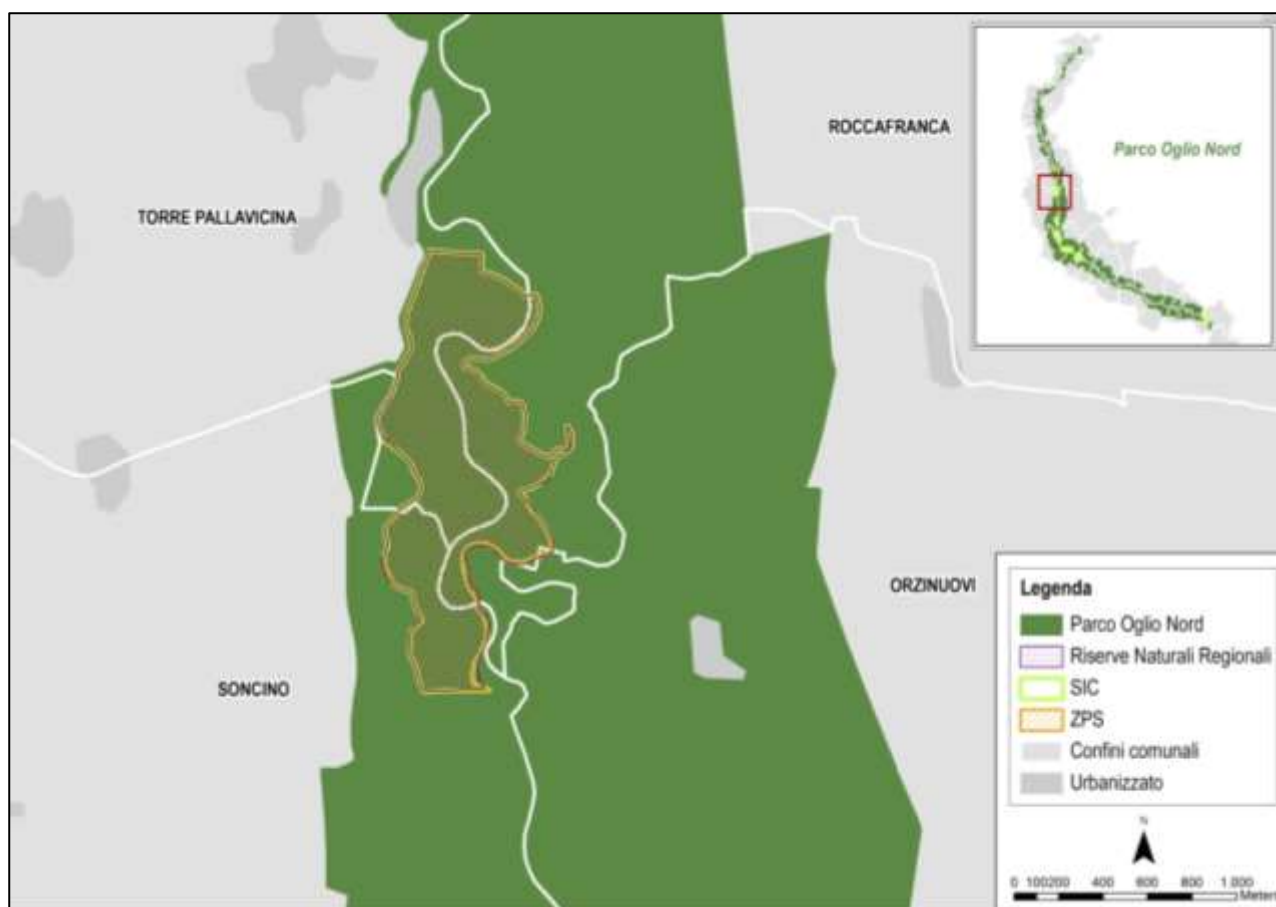 ROCCAFRANCA
Parco Oglio Nord
TORRE PALLAVICINA
ORZINUOVI
SONCINO
Legenda
Parco Oglio Nord
Riserve Naturali Regionali
SIC
ZPS
Confini comunali
Urbanizzato
N
0 100200 400 600 800 1.000
Meters